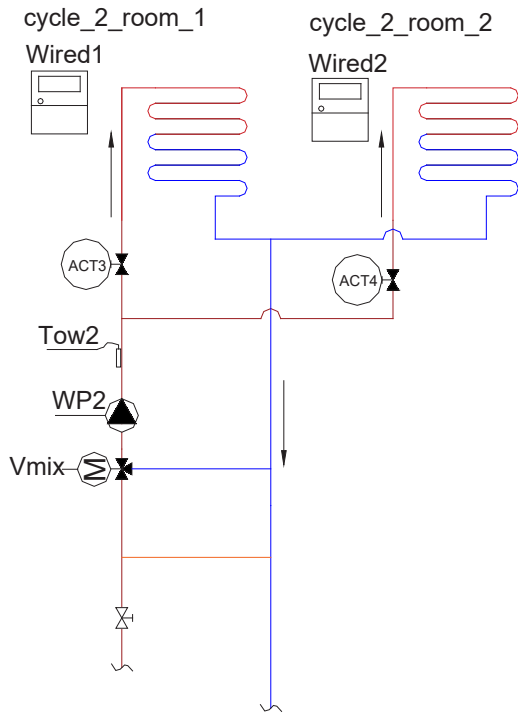 cycle_2_room_1
cycle_2_room_2
Wired1
Wired2
ACT3
ACT4
Tow2
WP2
Vmix
M